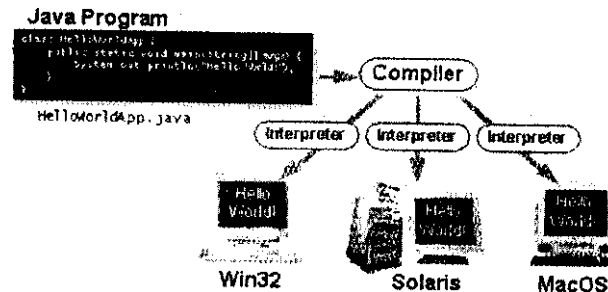 Java Program
class HelloWorldApp {
public static void main(String[] args) {
System.out.println("Hello World!");
}
}
HelloWorldApp.java
Compiler
Interpreter
Interpreter
Interpreter
Hello World!
Hello World!
Hello World!
Win32
Solaris
MacOS